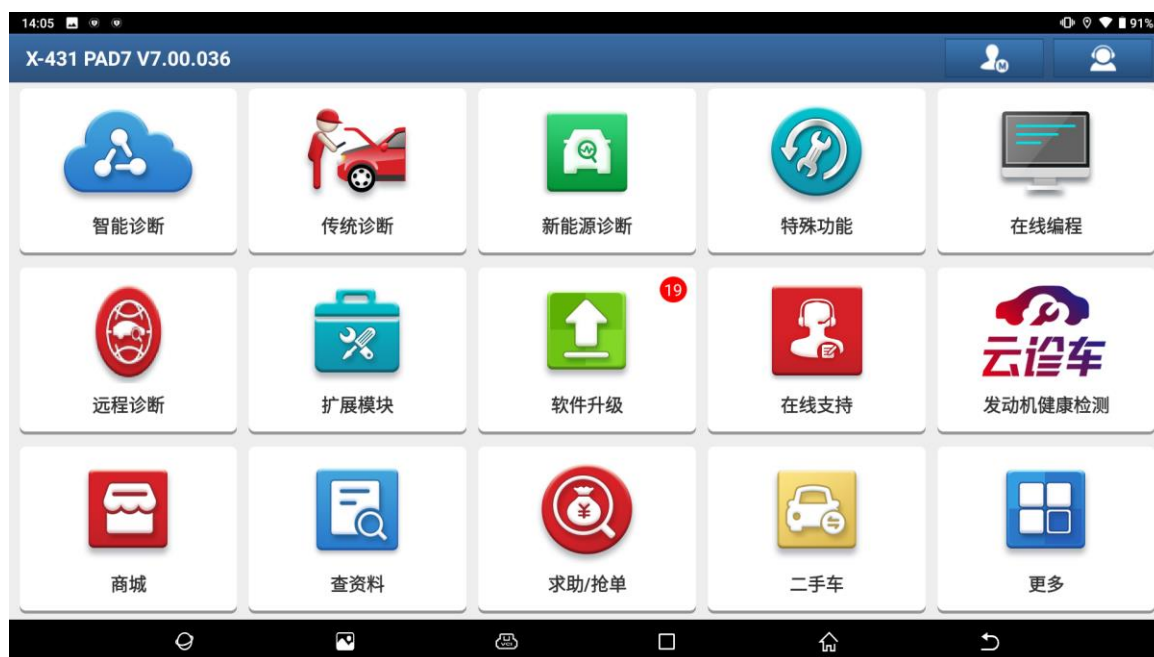 14:05
91%
X-431 PAD7 V7.00.036
M
智能诊断
传统诊断
新能源诊断
特殊功能
在线编程
19
云诊车
远程诊断
扩展模块
软件升级
在线支持
发动机健康检测
¥
商城
查资料
求助/抢单
二手车
更多
VCI